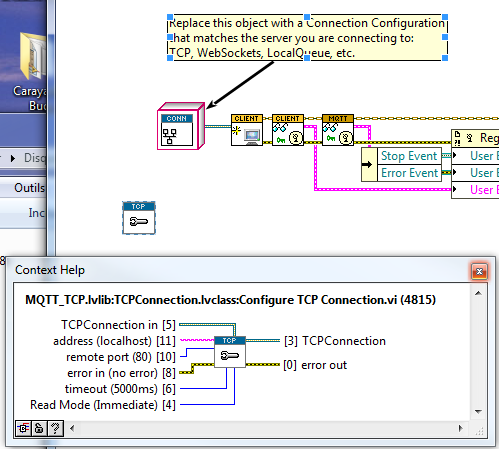 Replace this object with a Connection Configuration
that matches the server you are connecting to:
TCP, WebSockets, LocalQueue, etc.
Caraya
Buo
CONN
CLIENT
CLIENT
MQTT
Reg
Stop Event
User E
Error Event
User E
User E
Disq
Outils
Inc
TCP
Context Help
MQTT_TCP.lvlib:TCPConnection.lvclass:Configure TCP Connection.vi (4815)
TCPConnection in [5]
address (localhost) [11]
remote port (80) [10]
error in (no error) [8]
timeout (5000ms) [6]
Read Mode (Immediate) [4]
TCP
[3] TCPConnection
[0] error out
?